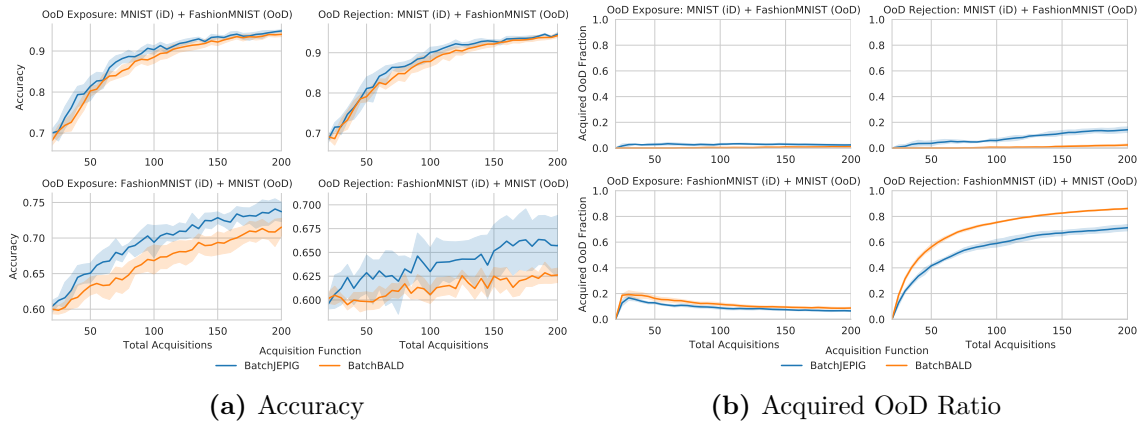 OoD Exposure: MNIST (iD) + FashionMNIST (OoD)
OoD Rejection: MNIST (iD) + FashionMNIST (OoD)
Accuracy
0.9
0.8
0.7
50 100 150 200
0.9
0.8
0.7
50 100 150 200
OoD Exposure: FashionMNIST (iD) + MNIST (OoD)
OoD Rejection: FashionMNIST (iD) + MNIST (OoD)
Accuracy
0.75
0.70
0.65
0.60
50 100 150 200
0.700
0.675
0.650
0.625
0.600
50 100 150 200
Total Acquisitions
Total Acquisitions
Acquisition Function
BatchJEPIG BatchBALD
(a) Accuracy
OoD Exposure: MNIST (iD) + FashionMNIST (OoD)
OoD Rejection: MNIST (iD) + FashionMNIST (OoD)
Acquired OoD Fraction
1.0
0.8
0.6
0.4
0.2
0.0
50 100 150 200
1.0
0.8
0.6
0.4
0.2
0.0
50 100 150 200
OoD Exposure: FashionMNIST (iD) + MNIST (OoD)
OoD Rejection: FashionMNIST (iD) + MNIST (OoD)
Acquired OoD Fraction
1.0
0.8
0.6
0.4
0.2
0.0
50 100 150 200
1.0
0.8
0.6
0.4
0.2
0.0
50 100 150 200
Total Acquisitions
Total Acquisitions
Acquisition Function
BatchJEPIG BatchBALD
(b) Acquired OoD Ratio